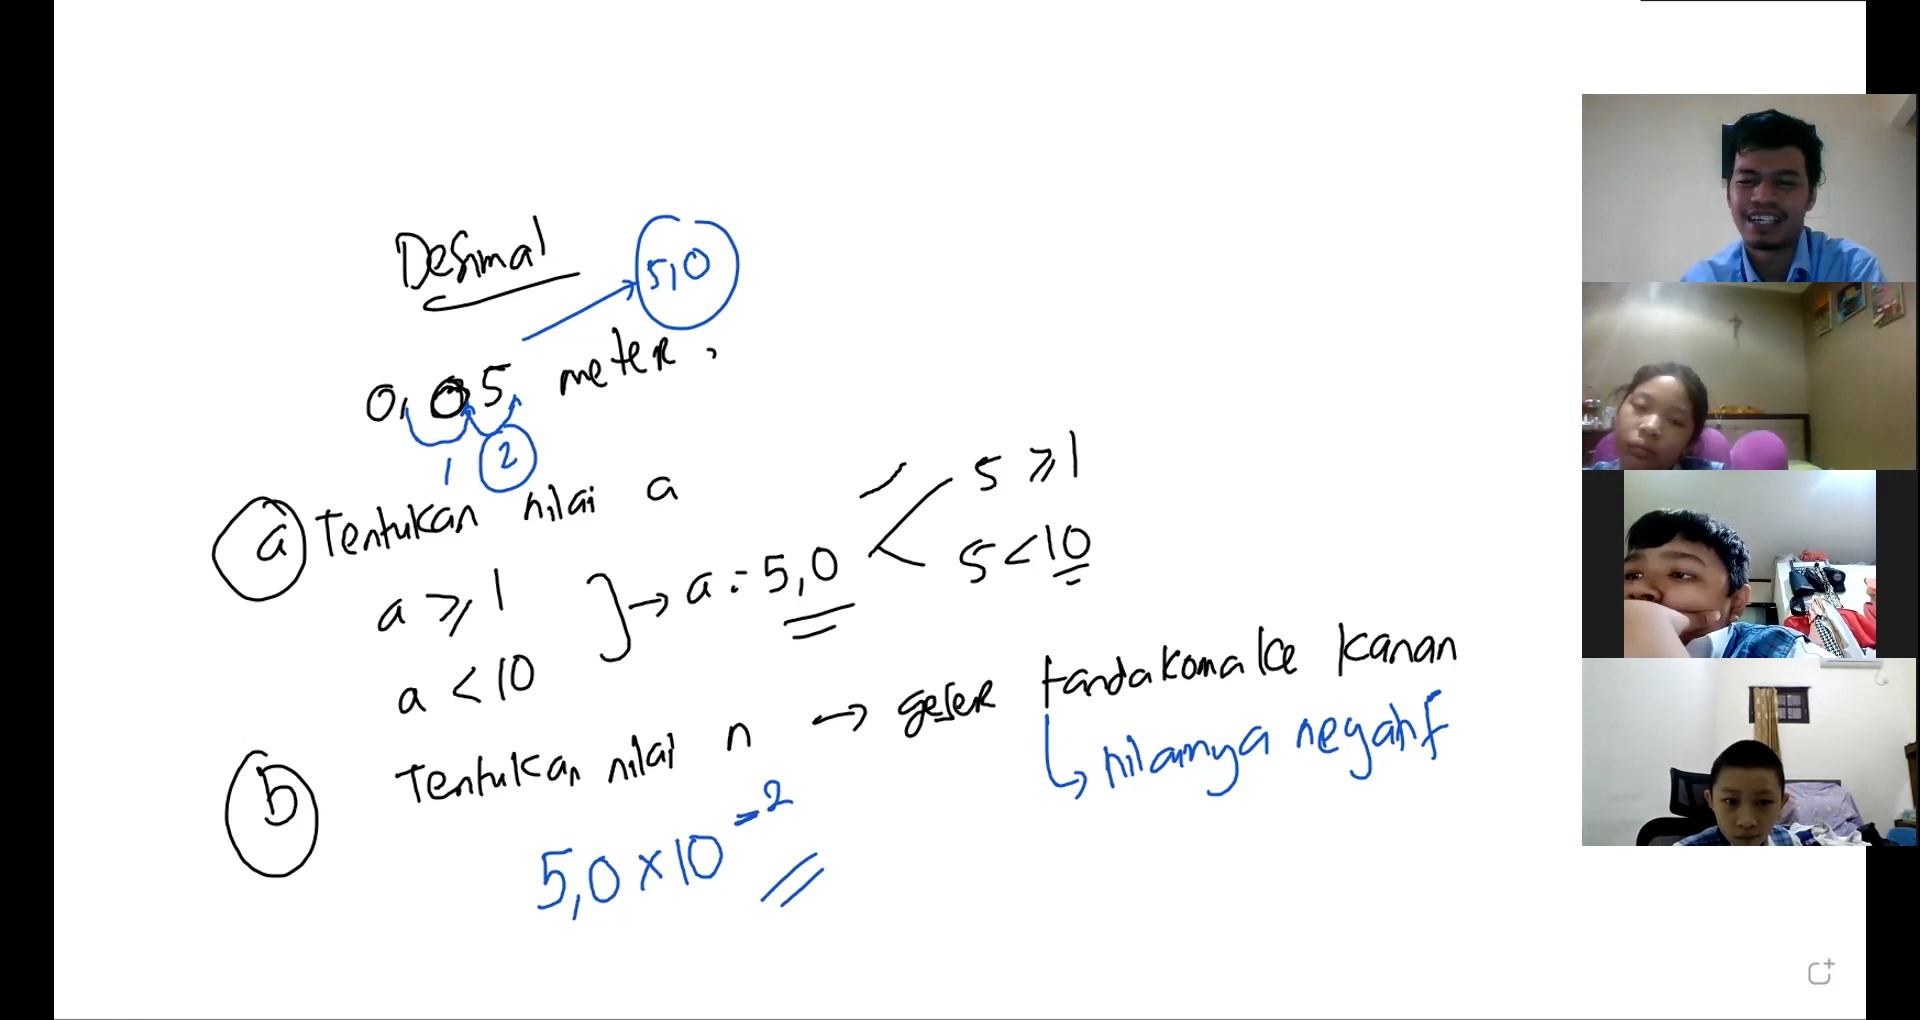 Desimal
5,0
0,05 meter,
1 2
a Tentukan nilai a
a ⩾ 1
a < 10
→ a = 5,0
5 ⩾ 1
5 < 10
b Tentukan nilai n → geser tanda koma ke kanan
↳ nilainya negatif
5,0 x 10⁻²